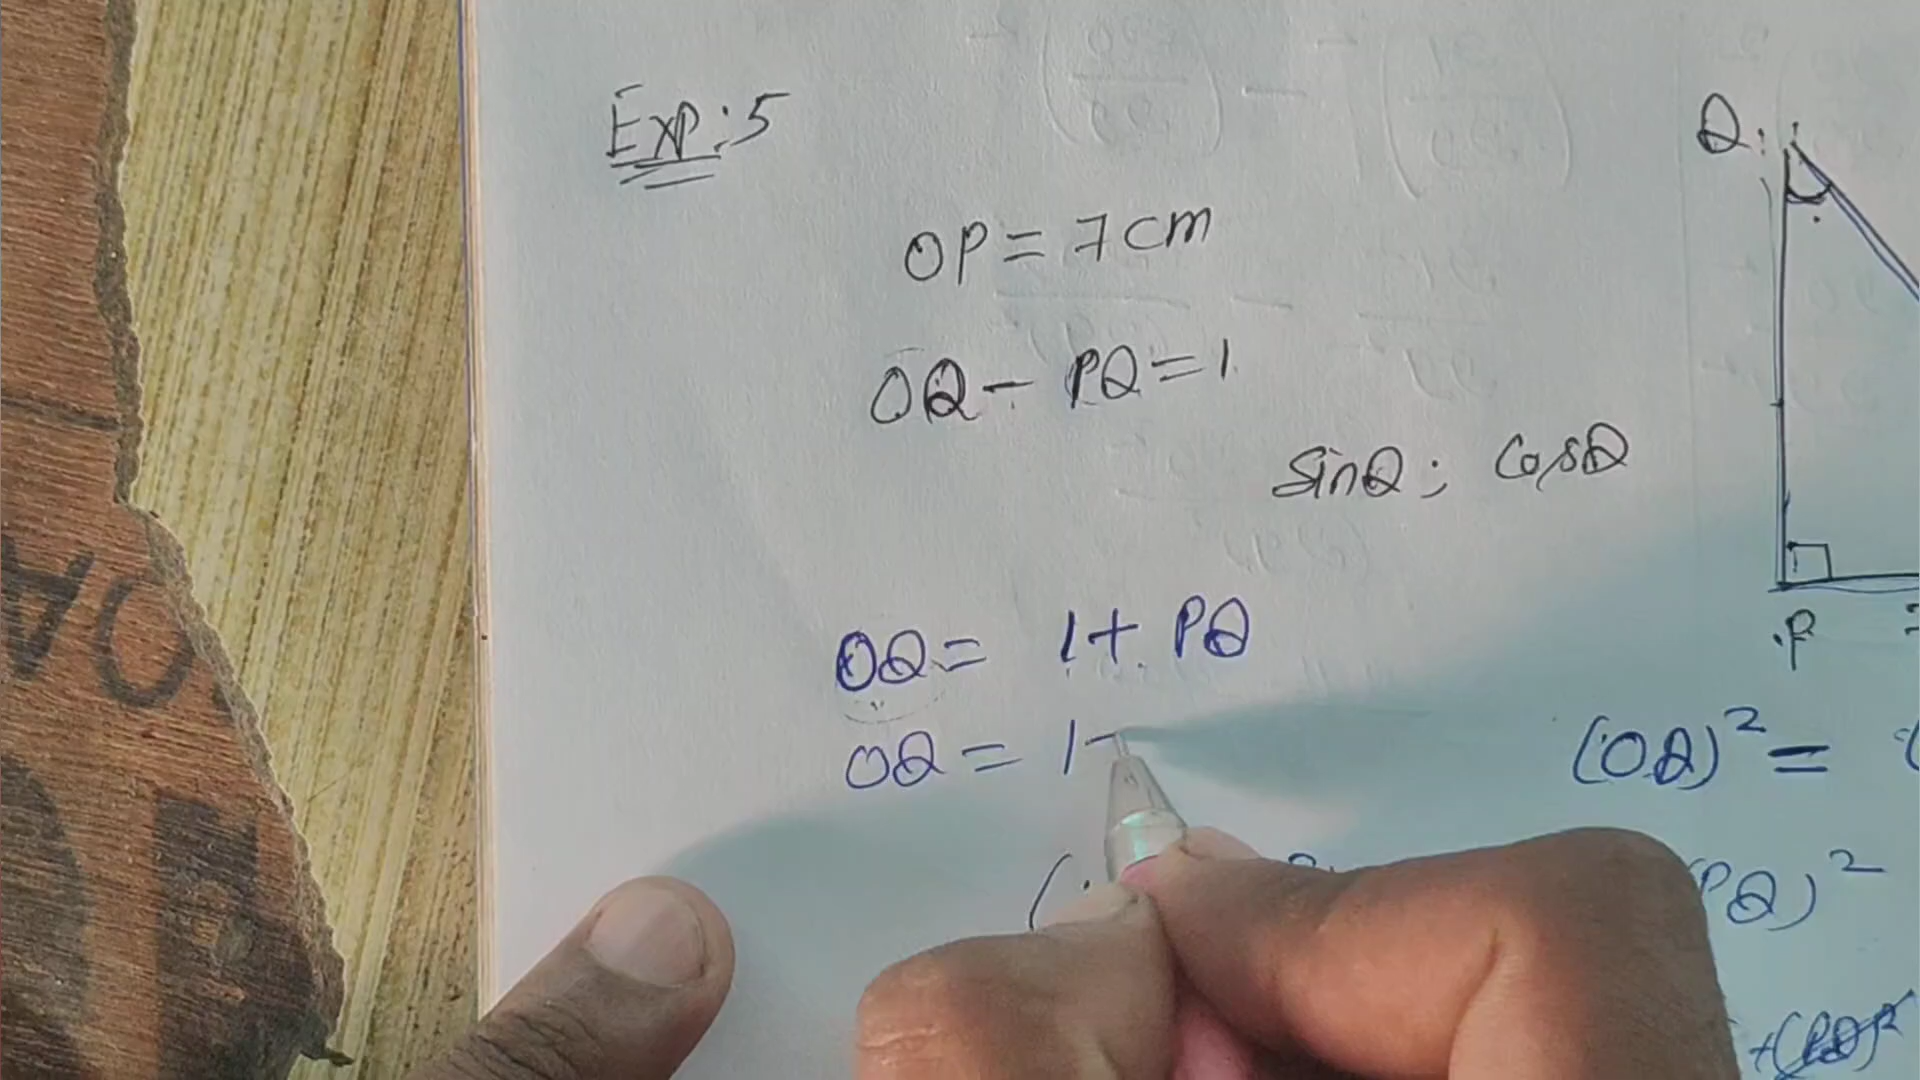 Exp:5
Q
OP = 7cm
OQ - PQ = 1
sinQ ; cosQ
OQ = 1 + PQ
P
OQ = 1
(OQ)² =
PQ)²